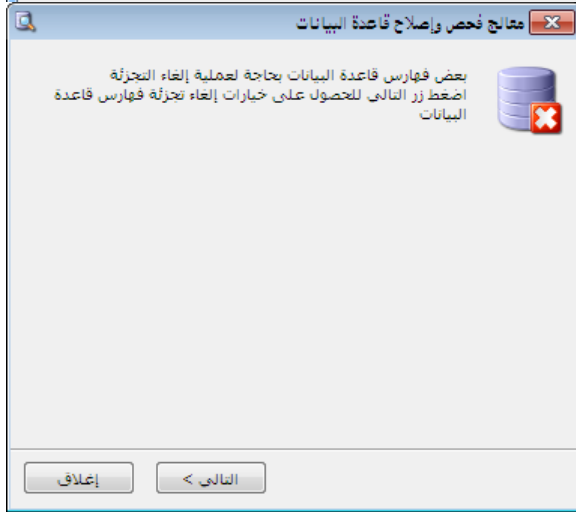 معالج فحص وإصلاح قاعدة البيانات
بعض فهارس قاعدة البيانات بحاجة لعملية إلغاء التجزئة
اضغط زر التالي للحصول على خيارات إلغاء تجزئة فهارس قاعدة
البيانات
التالي >
إغلاق